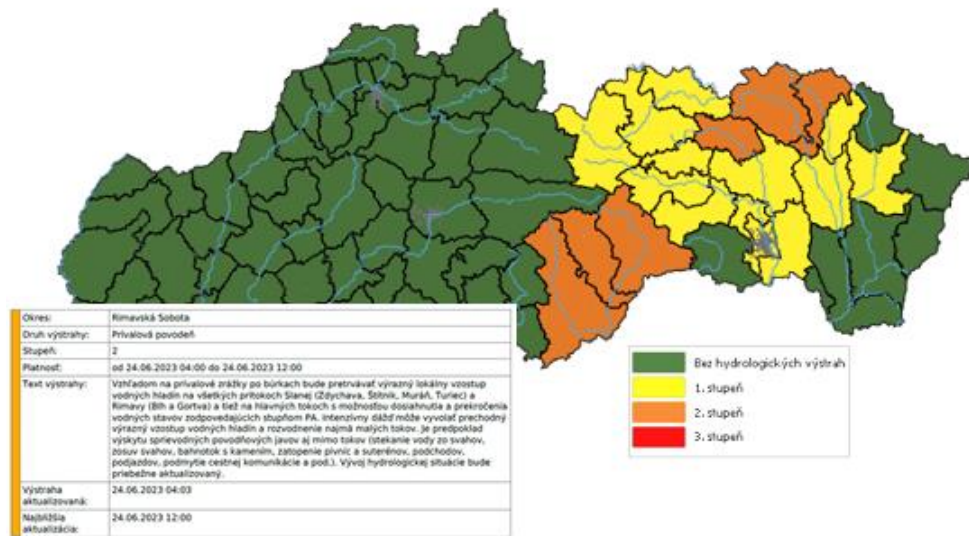 Okres: Rimavská Sobota
Druh výstrahy: Prívalová povodeň
Stupeň: 2
Platnosť: od 24.06.2023 04:00 do 24.06.2023 12:00
Text výstrahy: Vzhľadom na prívalové zrážky po búrkach bude pretrvávať výrazný lokálny vzostup
vodných hladín na všetkých prítokoch Slanej (Zdychava, Štítnik, Muráň, Turiec) a
Rimavy (Blh a Gortva) a tiež na hlavných tokoch s možnosťou dosiahnutia a prekročenia
vodných stavov zodpovedajúcich stupňom PA. Intenzívny dážď môže vyvolať prechodný
výrazný vzostup vodných hladín a rozvodnenie najmä malých tokov. Je predpoklad
výskytu sprievodných povodňových javov aj mimo tokov (stekanie vody zo svahov,
zosuv svahov, bahnotok s kamením, zatopenie pivníc a suterénov, podchodov,
podjazdov, podmytie cestnej komunikácie a pod.). Vývoj hydrologickej situácie bude
priebežne aktualizovaný.
Výstraha
aktualizovaná: 24.06.2023 04:03
Najbližšia
aktualizácia: 24.06.2023 12:00
Bez hydrologických výstrah
1. stupeň
2. stupeň
3. stupeň